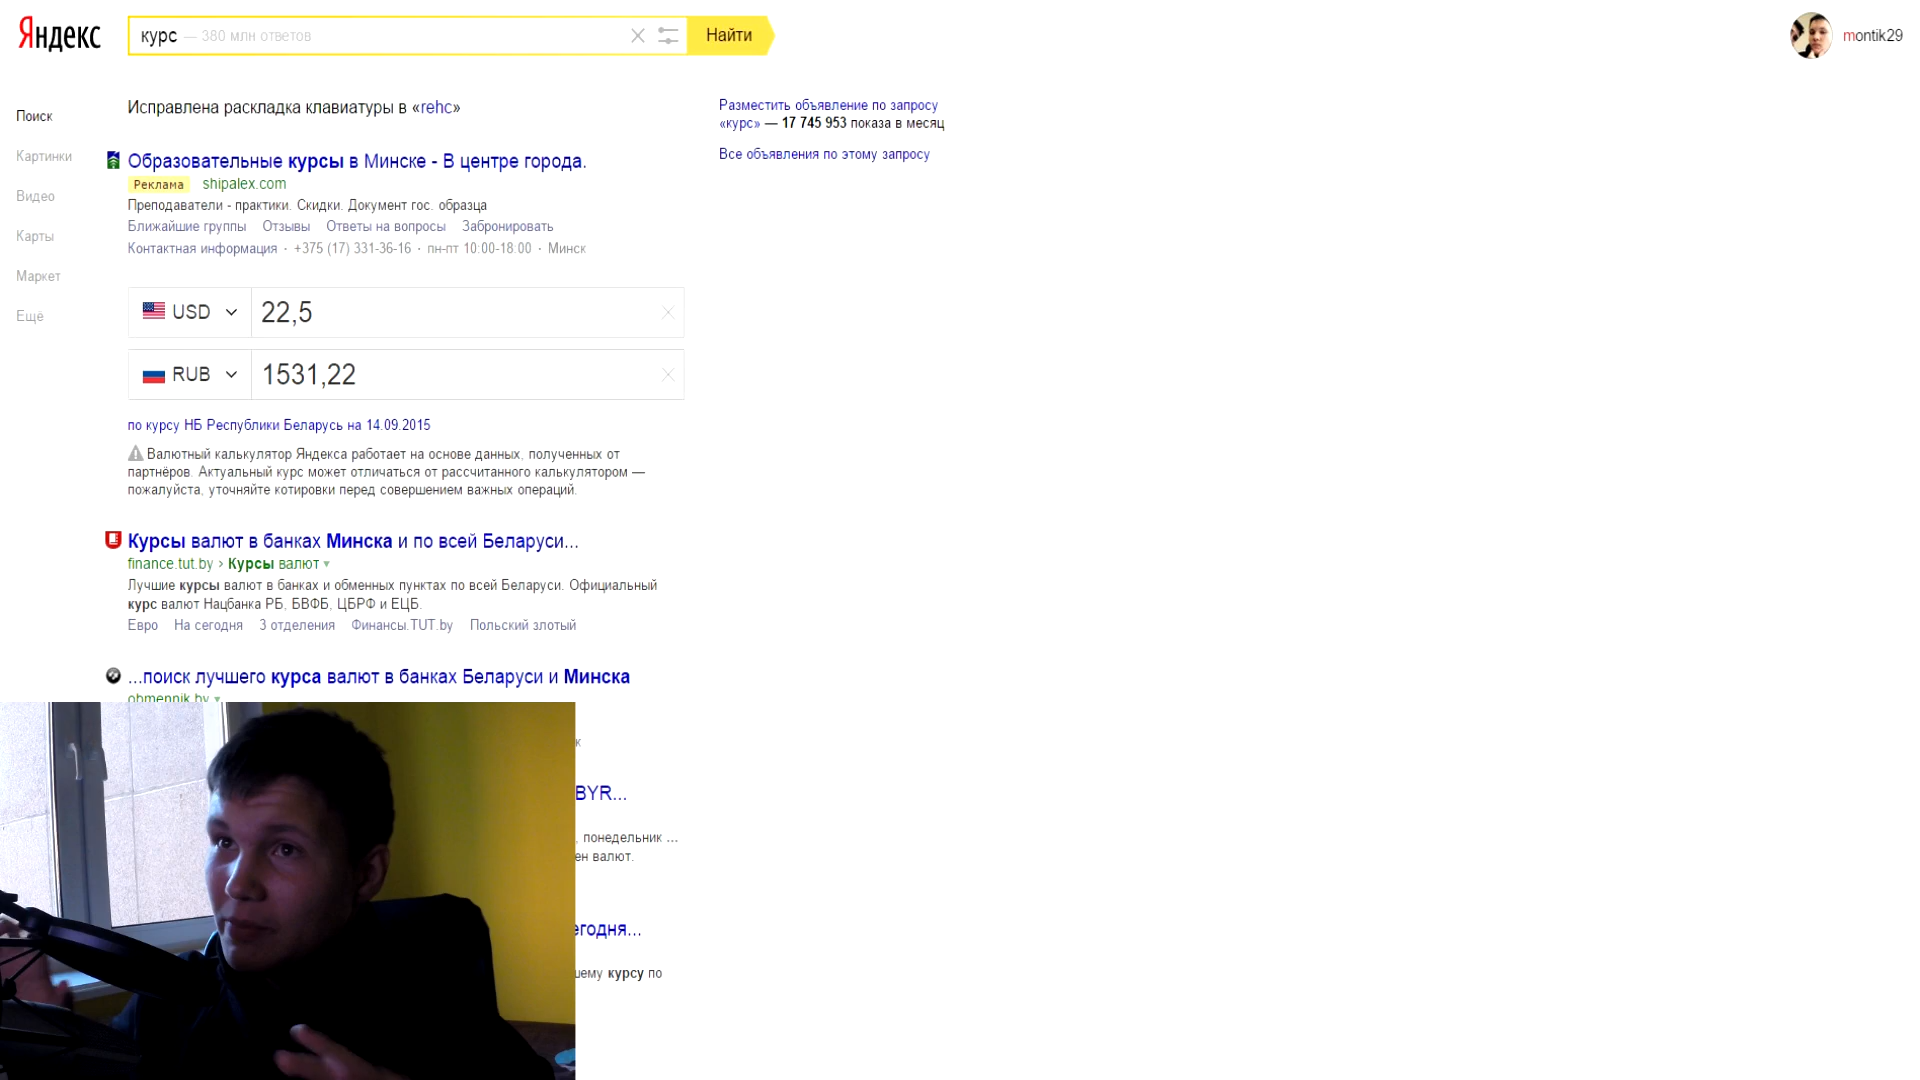 Яндекс
курс — 380 млн ответов
Найти
montik29
Поиск
Картинки
Видео
Карты
Маркет
Ещё
Исправлена раскладка клавиатуры в «rehc»
Образовательные курсы в Минске - В центре города.
Реклама shipalex.com
Преподаватели - практики. Скидки. Документ гос. образца
Ближайшие группы Отзывы Ответы на вопросы Забронировать
Контактная информация · +375 (17) 331-36-16 · пн-пт 10:00-18:00 · Минск
USD 22,5
RUB 1531,22
по курсу НБ Республики Беларусь на 14.09.2015
Валютный калькулятор Яндекса работает на основе данных, полученных от
партнёров. Актуальный курс может отличаться от рассчитанного калькулятором —
пожалуйста, уточняйте котировки перед совершением важных операций.
Курсы валют в банках Минска и по всей Беларуси...
finance.tut.by › Курсы валют
Лучшие курсы валют в банках и обменных пунктах по всей Беларуси. Официальный
курс валют Нацбанка РБ, БВФБ, ЦБРФ и ЕЦБ.
Евро На сегодня 3 отделения Финансы.TUT.by Польский злотый
...поиск лучшего курса валют в банках Беларуси и Минска
obmennik.by
к
BYR...
, понедельник ...
ен валют.
егодня...
шему курсу по
Разместить объявление по запросу
«курс» — 17 745 953 показа в месяц
Все объявления по этому запросу